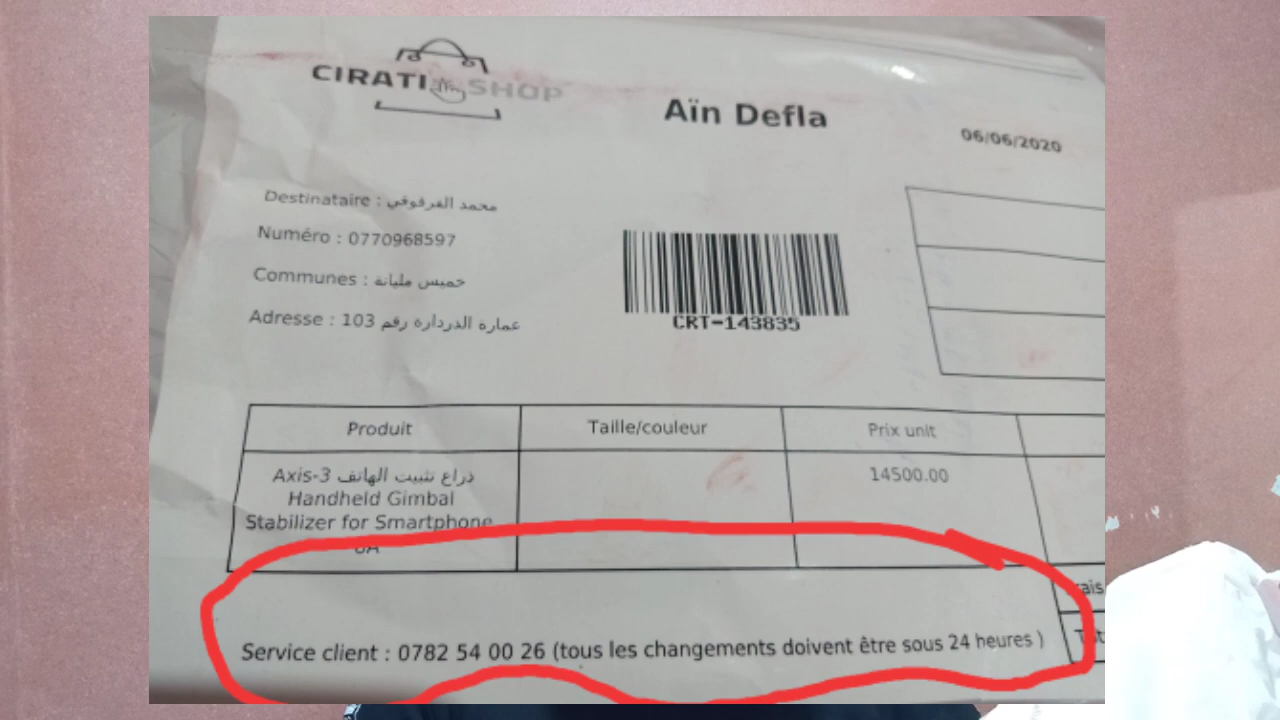 CIRATI SHOP
Aïn Defla
06/06/2020
Destinataire : محمد الفرفوقي
Numéro : 0770968597
Communes : خميس مليانة
Adresse : عمارة الدردارة رقم 103
CRT-143835
Produit Taille/couleur Prix unit
ذراع تثبيت الهاتف Axis-3 14500.00
Handheld Gimbal
Stabilizer for Smartphone
Service client : 0782 54 00 26 (tous les changements doivent être sous 24 heures )